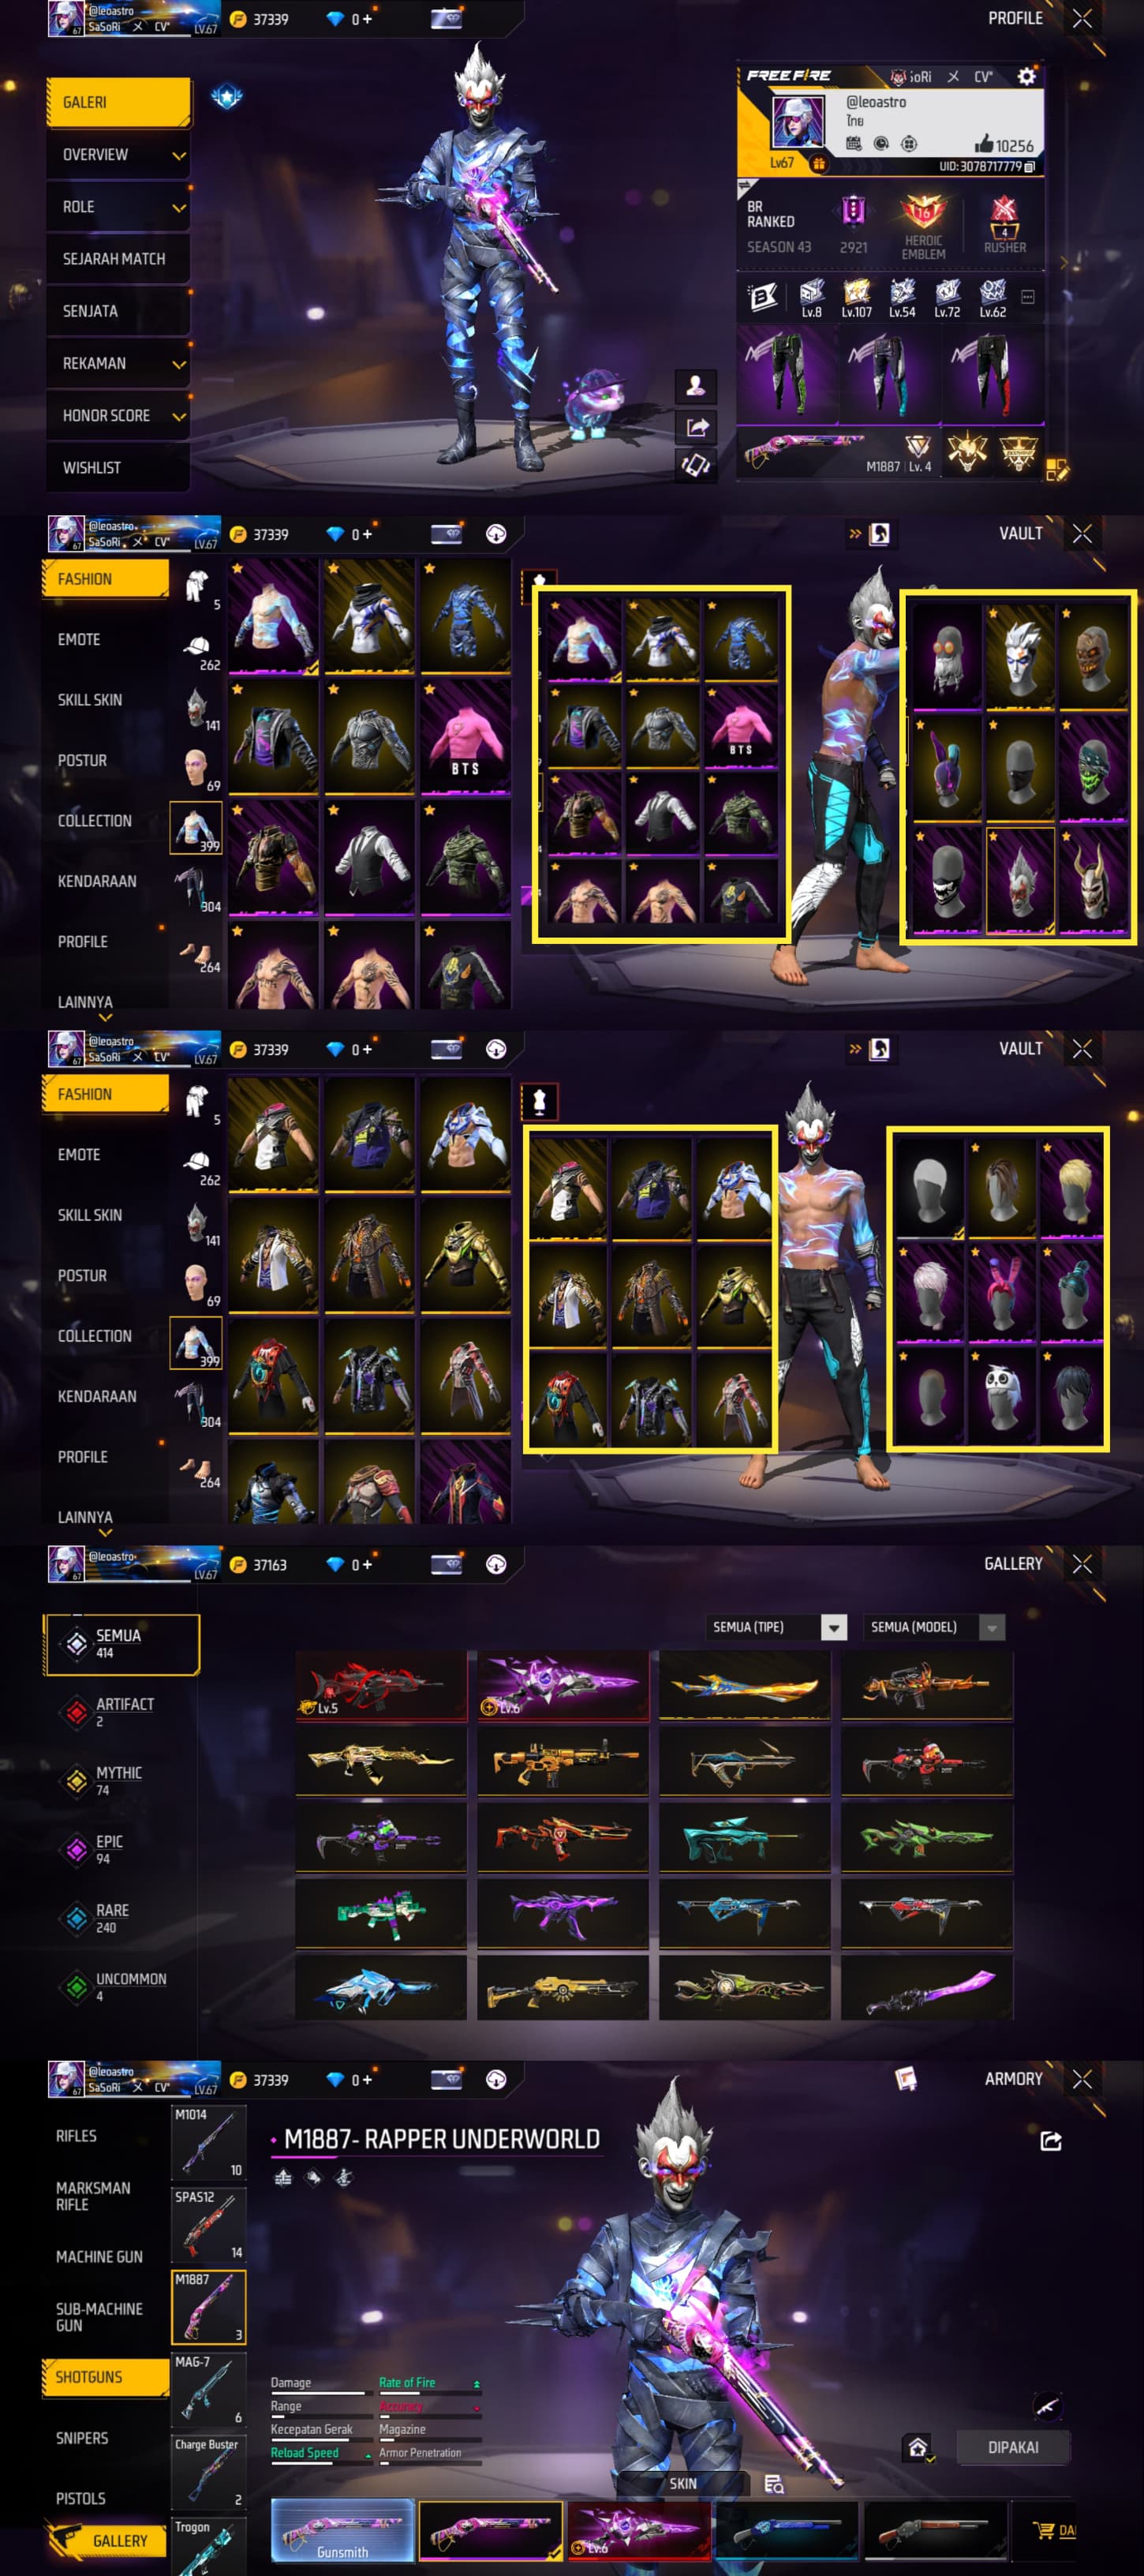 @leoastro
SaSoRi メ CV*
67
LV.67
37339
0 +
PROFILE
GALERI
OVERVIEW
ROLE
SEJARAH MATCH
SENJATA
REKAMAN
HONOR SCORE
WISHLIST
FREE FIRE
SoRi メ CV*
@leoastro
ไทย
10256
Lv67
UID:3078717779
BR
RANKED
SEASON 43
2921
16
HEROIC
EMBLEM
4
RUSHER
Lv.8
Lv.107
Lv.54
Lv.72
Lv.62
M1887
Lv. 4
@leoastro
SaSoRi メ CV*
67
LV.67
37339
0 +
VAULT
FASHION
EMOTE
SKILL SKIN
POSTUR
COLLECTION
KENDARAAN
PROFILE
LAINNYA
5
262
141
69
399
304
264
BTS
BTS
@leoastro
SaSoRi メ CV*
67
LV.67
37339
0 +
VAULT
FASHION
EMOTE
SKILL SKIN
POSTUR
COLLECTION
KENDARAAN
PROFILE
LAINNYA
5
262
141
69
399
304
264
@leoastro
67
LV.67
37163
0 +
GALLERY
SEMUA
414
ARTIFACT
2
MYTHIC
74
EPIC
94
RARE
240
UNCOMMON
4
SEMUA (TIPE)
SEMUA (MODEL)
Lv.5
Lv.6
@leoastro
SaSoRi メ CV*
67
LV.67
37339
0 +
ARMORY
RIFLES
MARKSMAN
RIFLE
MACHINE GUN
SUB-MACHINE
GUN
SHOTGUNS
SNIPERS
PISTOLS
GALLERY
M1014
10
SPAS12
14
M1887
3
MAG-7
6
Charge Buster
2
Trogon
M1887- RAPPER UNDERWORLD
Damage
Rate of Fire
Range
Accuracy
Kecepatan Gerak
Magazine
Reload Speed
Armor Penetration
DIPAKAI
SKIN
Gunsmith
Lv.6